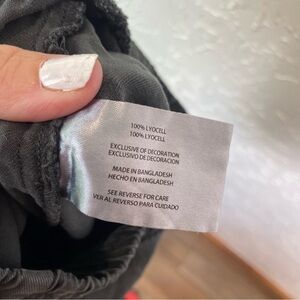 100% LYOCELL
100% LYOCELL
EXCLUSIVE OF DECORATION
EXCLUSIVO DE DECORACION
MADE IN BANGLADESH
HECHO EN BANGLADESH
SEE REVERSE FOR CARE
VER AL REVERSO PARA CUIDADO